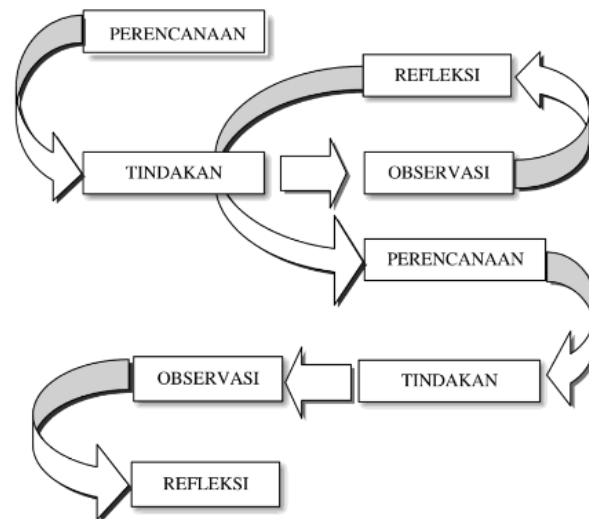 PERENCANAAN
REFLEKSI
TINDAKAN
OBSERVASI
PERENCANAAN
OBSERVASI
TINDAKAN
REFLEKSI